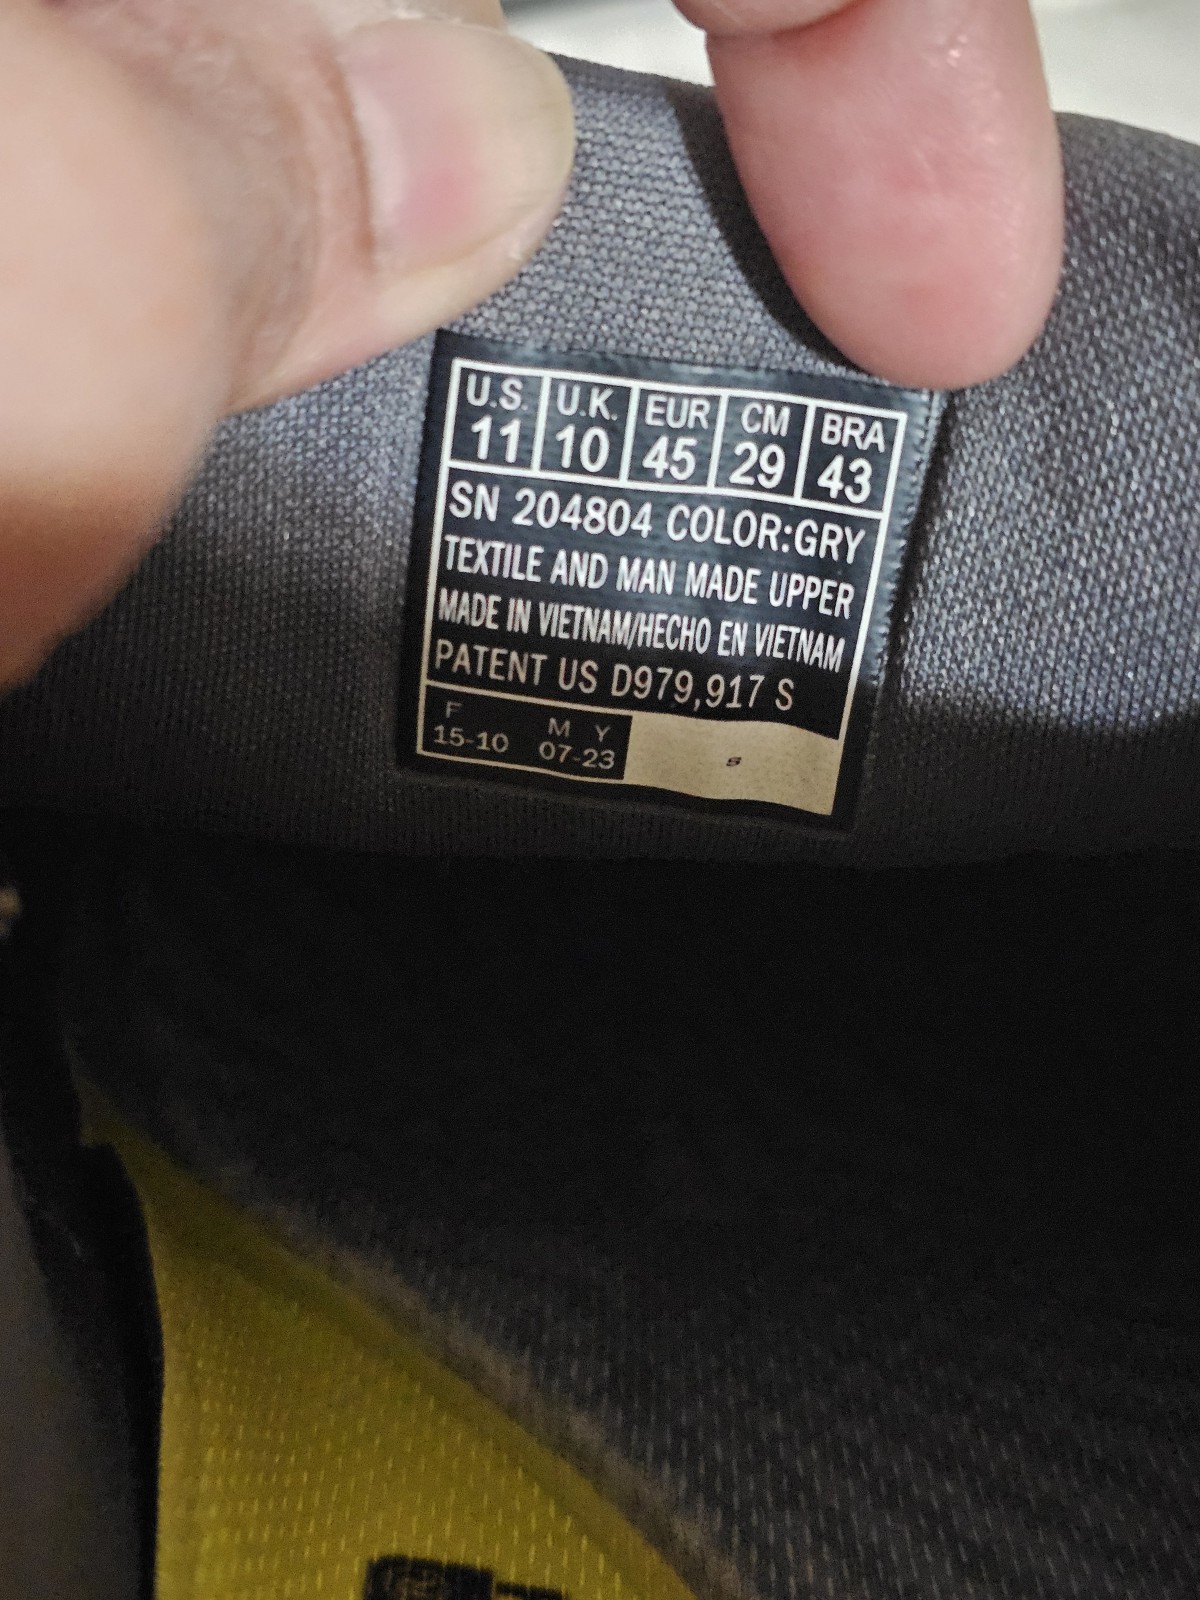 U.S. U.K. EUR CM BRA
11 10 45 29 43
SN 204804 COLOR:GRY
TEXTILE AND MAN MADE UPPER
MADE IN VIETNAM/HECHO EN VIETNAM
PATENT US D979,917 S
F M Y
15-10 07-23
S